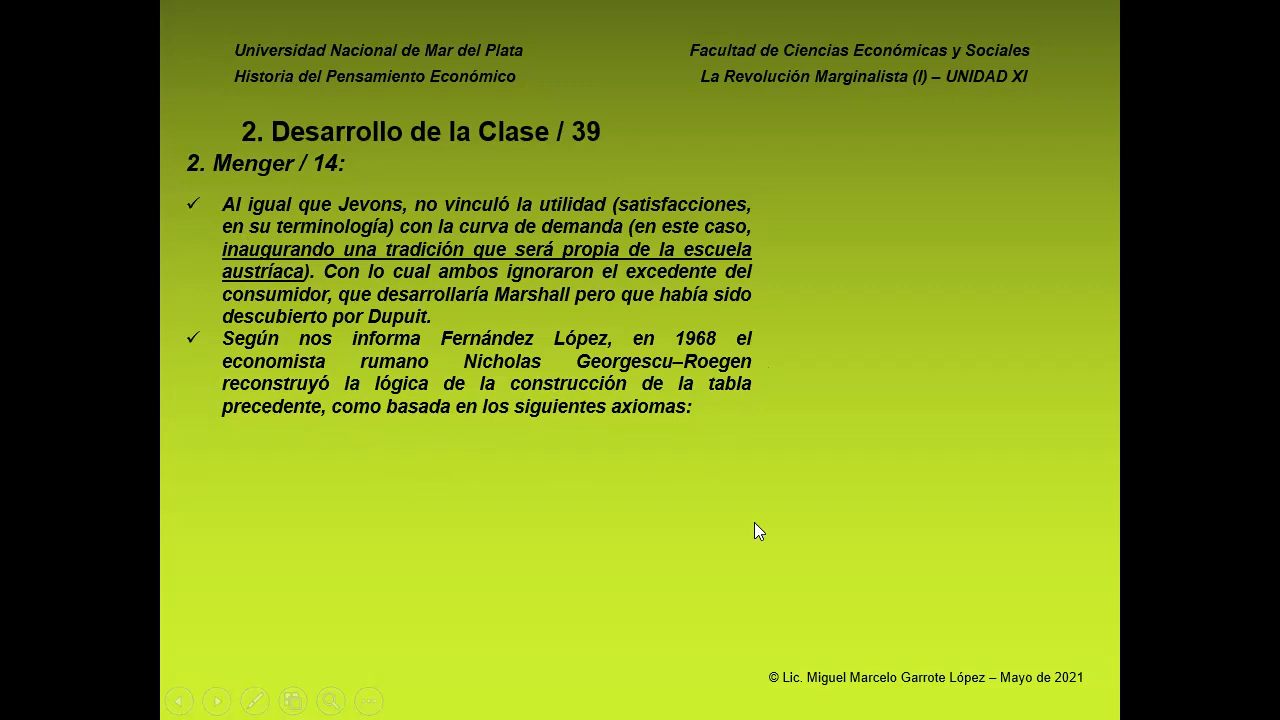 Universidad Nacional de Mar del Plata
Facultad de Ciencias Económicas y Sociales
Historia del Pensamiento Económico
La Revolución Marginalista (I) – UNIDAD XI
2. Desarrollo de la Clase / 39
2. Menger / 14:
✓ Al igual que Jevons, no vinculó la utilidad (satisfacciones,
en su terminología) con la curva de demanda (en este caso,
inaugurando una tradición que será propia de la escuela
austríaca). Con lo cual ambos ignoraron el excedente del
consumidor, que desarrollaría Marshall pero que había sido
descubierto por Dupuit.
✓ Según nos informa Fernández López, en 1968 el
economista rumano Nicholas Georgescu–Roegen
reconstruyó la lógica de la construcción de la tabla
precedente, como basada en los siguientes axiomas:
© Lic. Miguel Marcelo Garrote López – Mayo de 2021